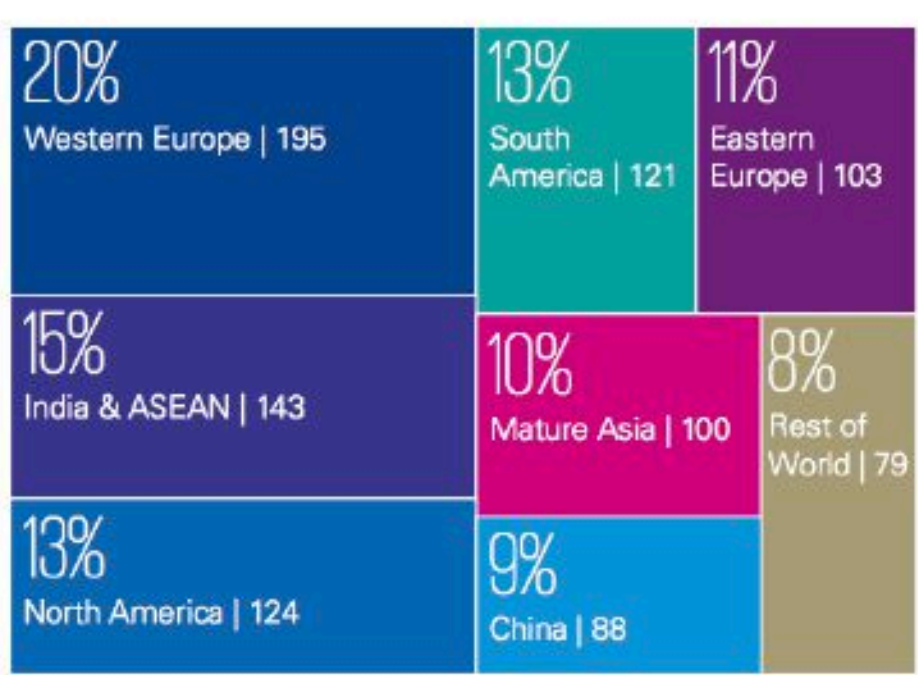 20%
Western Europe | 195
15%
India & ASEAN | 143
13%
North America | 124
13%
South
America | 121
11%
Eastern
Europe | 103
10%
Mature Asia | 100
8%
Rest of
World | 79
9%
China | 88